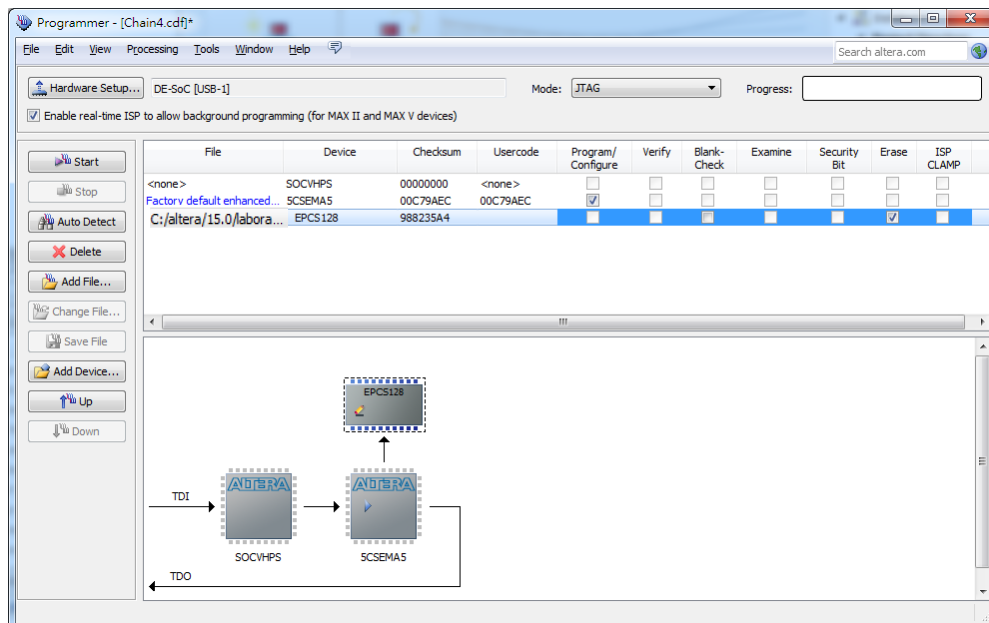 Programmer - [Chain4.cdf]*
File Edit View Processing Tools Window Help
Search altera.com
Hardware Setup... DE-SoC [USB-1] Mode: JTAG Progress:
Enable real-time ISP to allow background programming (for MAX II and MAX V devices)
Start
Stop
Auto Detect
Delete
Add File...
Change File...
Save File
Add Device...
Up
Down
File Device Checksum Usercode Program/ Configure Verify Blank- Check Examine Security Bit Erase ISP CLAMP
<none> SOCVHPS 00000000 <none>
Factory default enhanced... 5CSEMA5 00C79AEC 00C79AEC
C:/altera/15.0/labora... EPCS128 988235A4
EPCS128
TDI
ALTERA
ALTERA
SOCVHPS
5CSEMA5
TDO